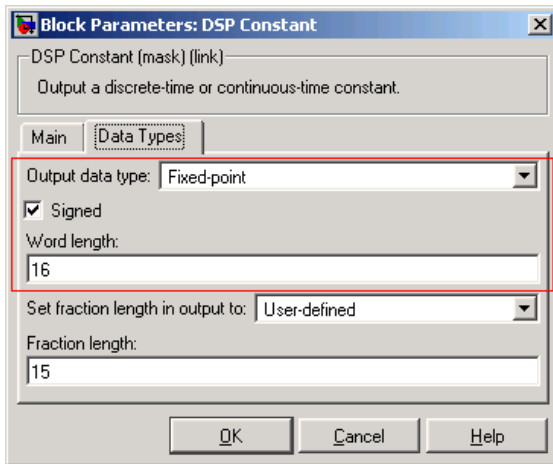 Block Parameters: DSP Constant
DSP Constant (mask) (link)
Output a discrete-time or continuous-time constant.
Main Data Types
Output data type: Fixed-point
Signed
Word length:
16
Set fraction length in output to: User-defined
Fraction length:
15
OK Cancel Help